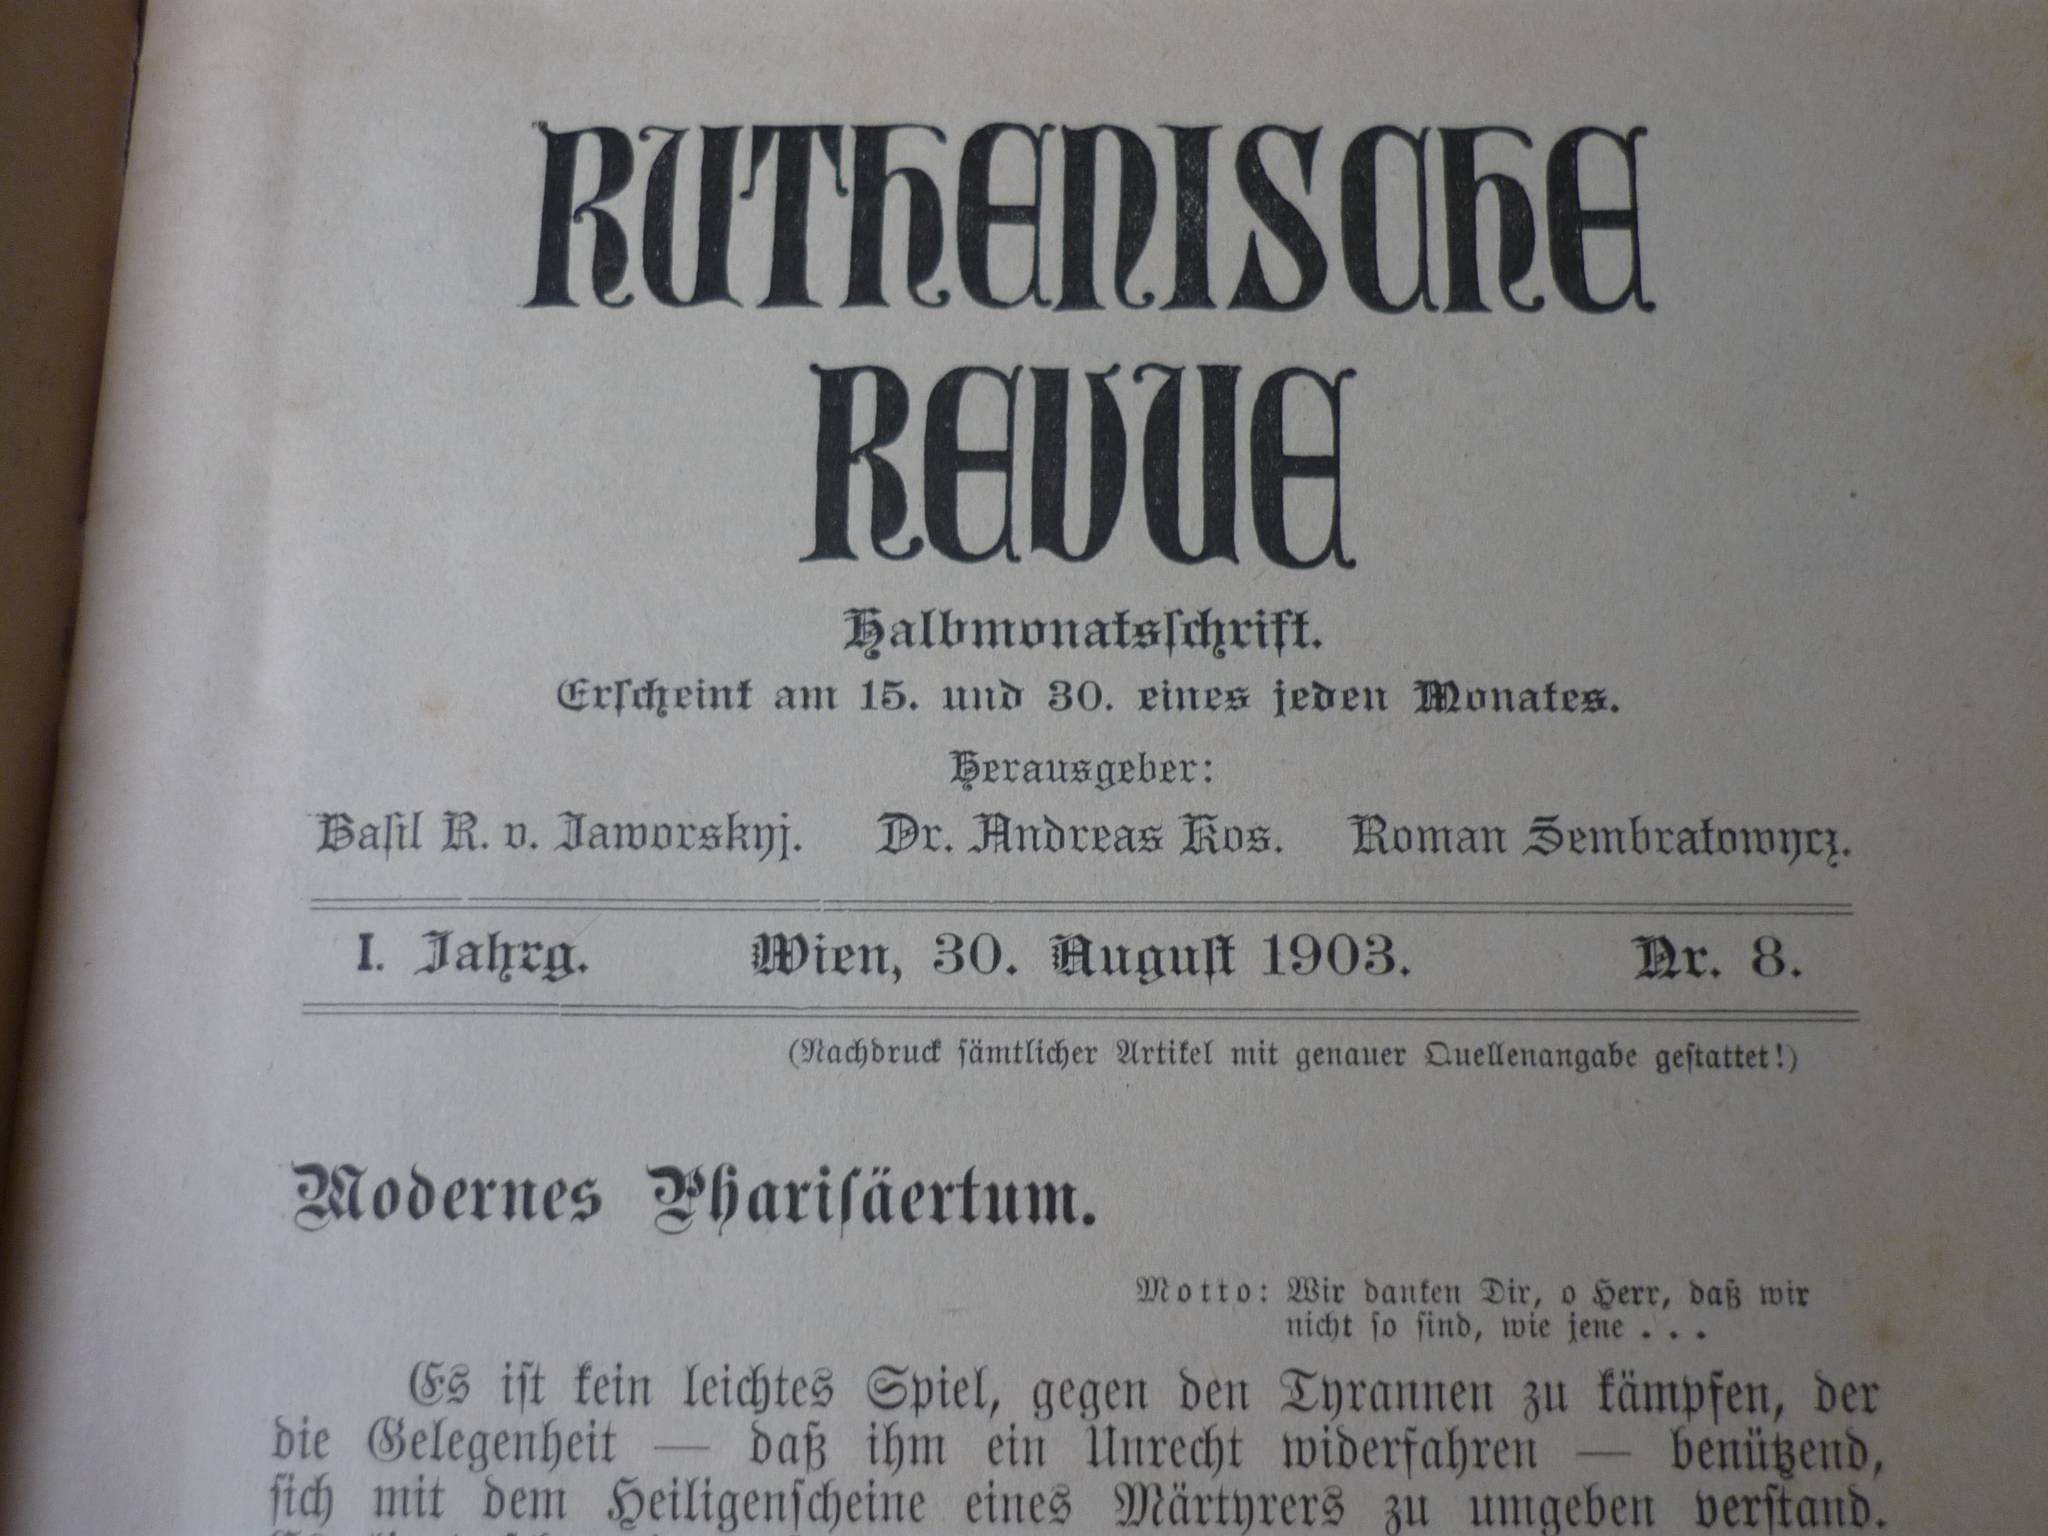 RUTHENISCHE
REVUE
Halbmonatsschrift.
Erscheint am 15. und 30. eines jeden Monates.
Herausgeber:
Basil R. v. Jaworskyj. Dr. Andreas Kos. Roman Sembratowycz.
I. Jahrg. Wien, 30. August 1903. Nr. 8.
(Nachdruck sämtlicher Artikel mit genauer Quellenangabe gestattet!)
Modernes Pharisäertum.
Motto: Wir danken Dir, o Herr, daß wir
nicht so sind, wie jene . . .
Es ist kein leichtes Spiel, gegen den Tyrannen zu kämpfen, der
die Gelegenheit — daß ihm ein Unrecht widerfahren — benützend,
sich mit dem Heiligenscheine eines Märtyrers zu umgeben verstand.